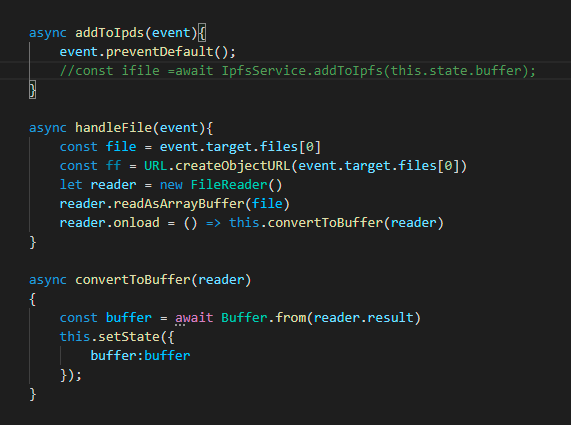 async addToIpds(event){
event.preventDefault();
//const ifile =await IpfsService.addToIpfs(this.state.buffer);
}
async handleFile(event){
const file = event.target.files[0]
const ff = URL.createObjectURL(event.target.files[0])
let reader = new FileReader()
reader.readAsArrayBuffer(file)
reader.onload = () => this.convertToBuffer(reader)
}
async convertToBuffer(reader)
{
const buffer = await Buffer.from(reader.result)
this.setState({
buffer:buffer
});
}